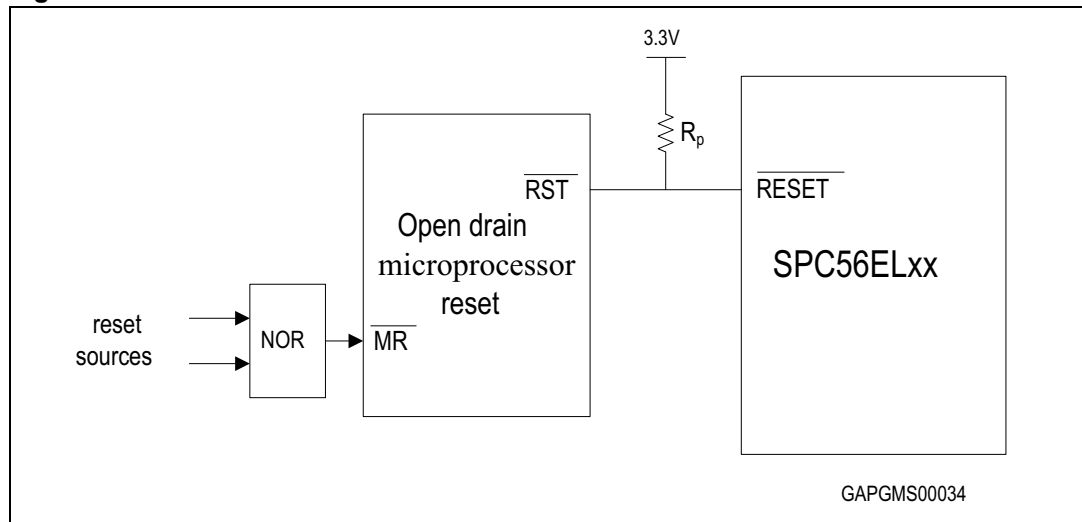 3.3V
Rp
RST
RESET
Open drain
microprocessor
reset
SPC56ELxx
reset
sources
NOR
MR
GAPGMS00034